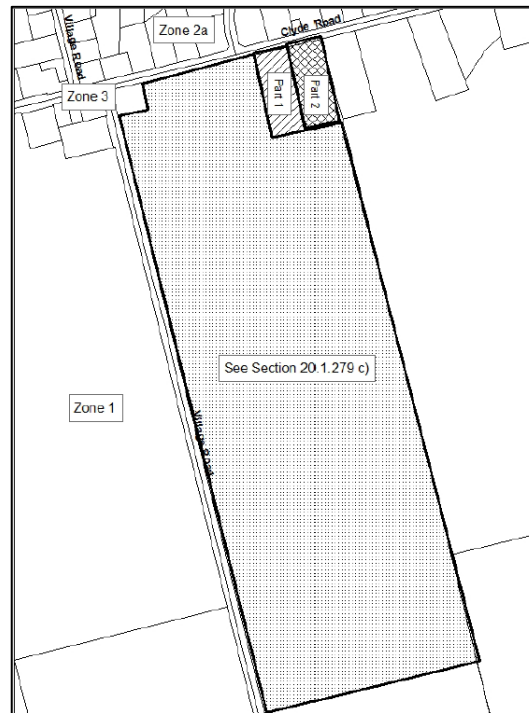 Village Road
Zone 2a
Clyde Road
Zone 3
Part 1
Part 2
See Section 20.1.279 c)
Zone 1
Village Road